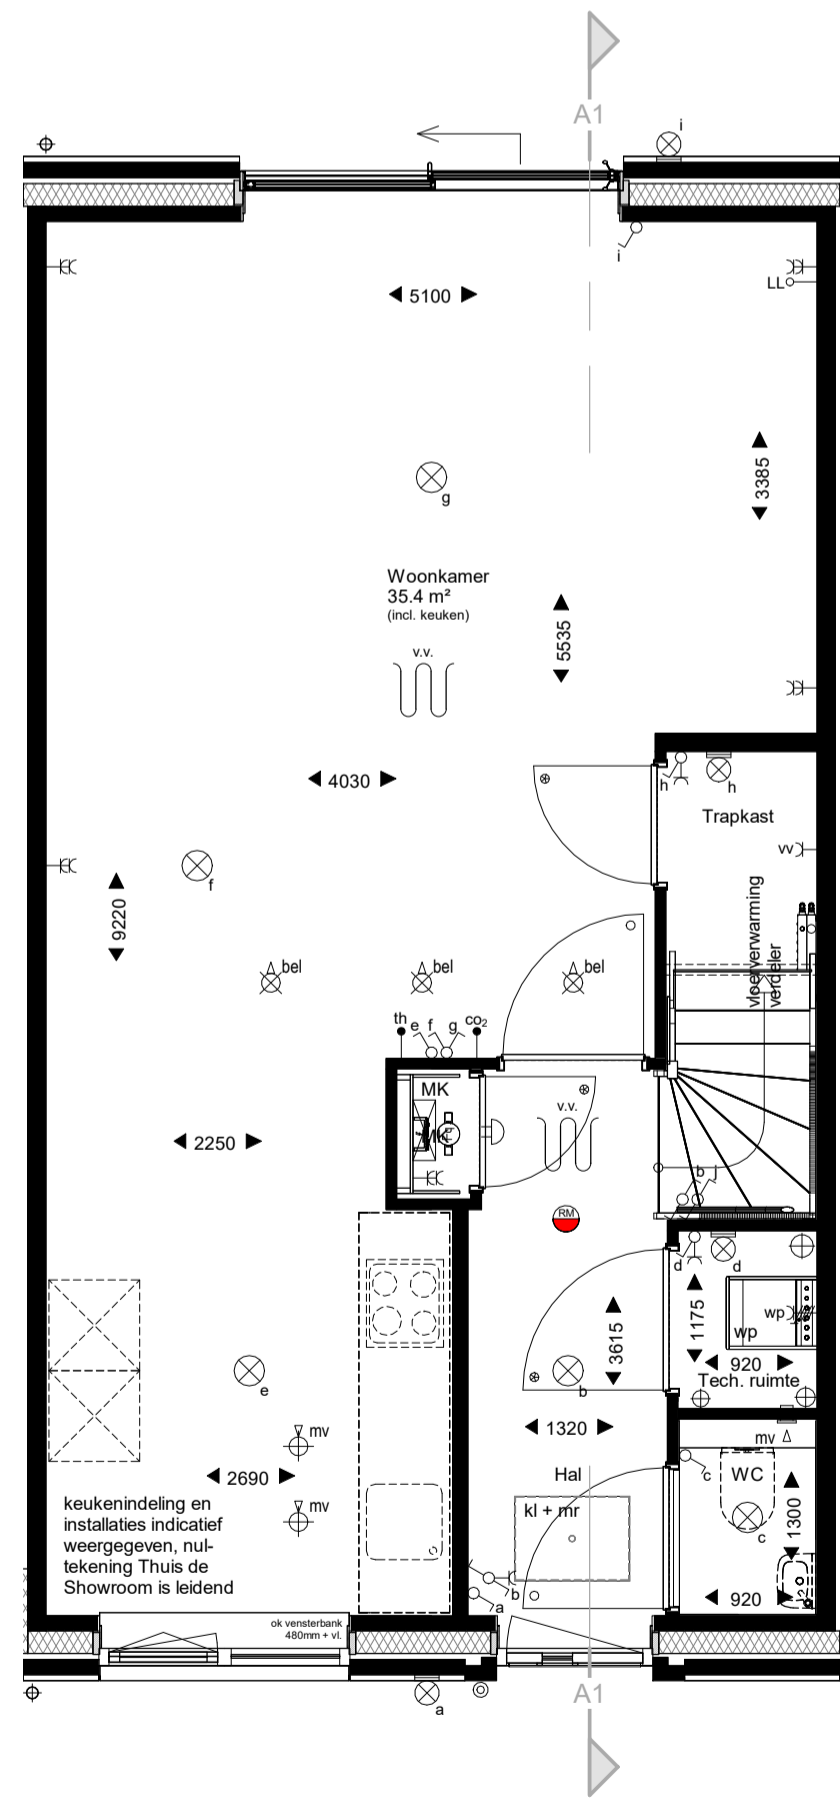 A1
i
i
LL
5100
3385
g
Woonkamer
35.4 m²
(incl. keuken)
5535
v.v.
h
h
Trapkast
4030
vv
f
9220
vloerverwarming
verdeler
bel
bel
bel
th
e
f
g
co2
MK
v.v.
2250
b
j
RM
d
d
1175
wp
wp
3615
920
Tech. ruimte
e
b
1320
mv
mv
c
WC
Hal
2690
mv
kl + mr
c
1300
keukenindeling en
installaties indicatief
weergegeven, nul-
tekening Thuis de
Showroom is leidend
b
a
920
ok vensterbank
480mm + vl.
a
A1